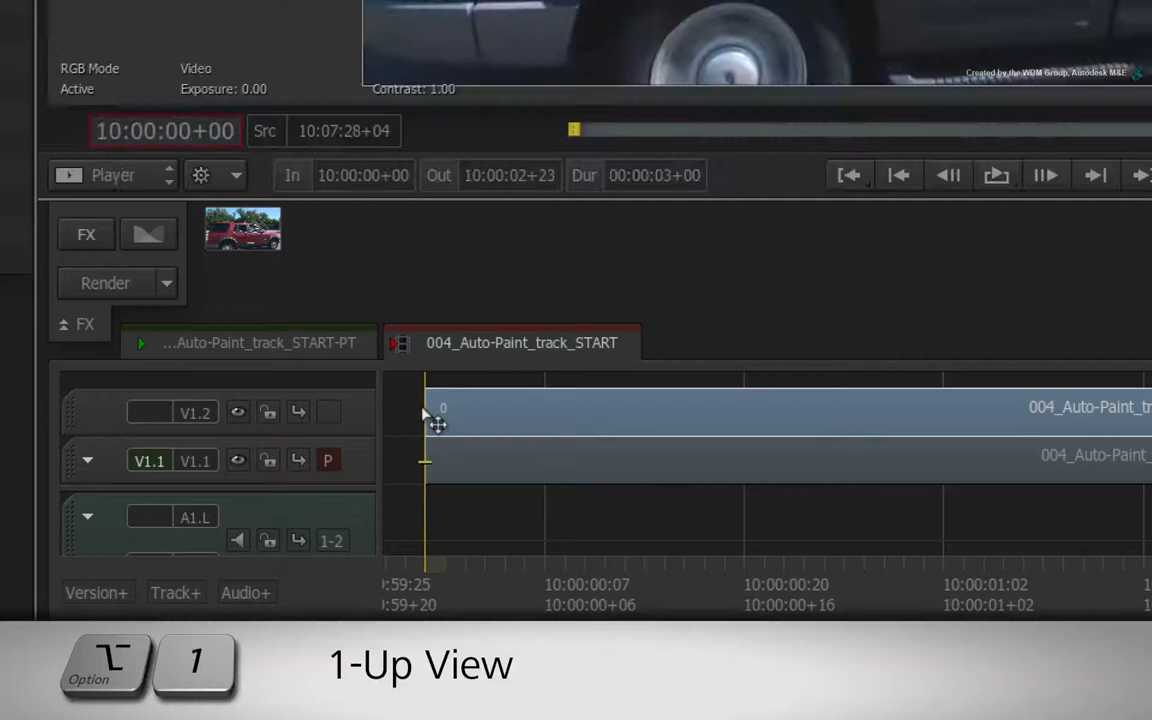 Created by the WDM Group, Autodesk M&E
RGB Mode
Video
Active
Exposure: 0.00
Contrast: 1.00
10:00:00+00
Src
10:07:28+04
Player
In
10:00:00+00
Out
10:00:02+23
Dur
00:00:03+00
FX
Render
FX
...Auto-Paint_track_START-PT
004_Auto-Paint_track_START
V1.2
0
004_Auto-Paint_tr
V1.1
V1.1
P
004_Auto-Paint_
A1.L
1-2
Version+
Track+
Audio+
:59:25
10:00:00:07
10:00:00:20
10:00:01:02
:59+20
10:00:00+06
10:00:00+16
10:00:01+02
Option
1
1-Up View